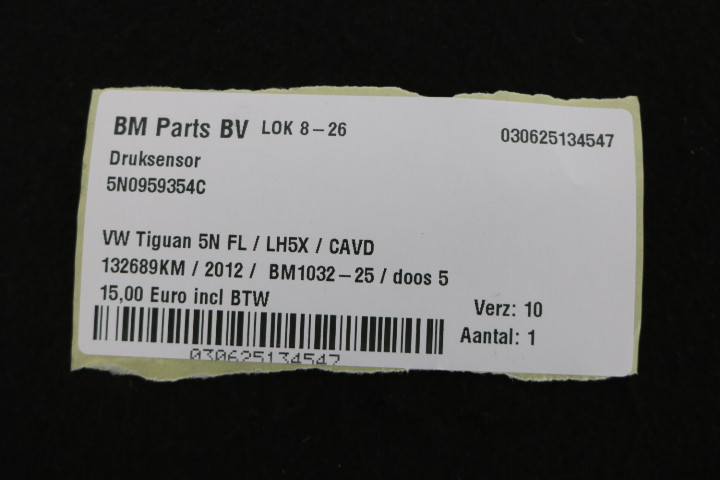 BM Parts BV LOK 8-26 030625134547
Druksensor
5N0959354C
VW Tiguan 5N FL / LH5X / CAVD
132689KM / 2012 / BM1032-25 / doos 5
15,00 Euro incl BTW
Verz: 10
Aantal: 1
030625134547